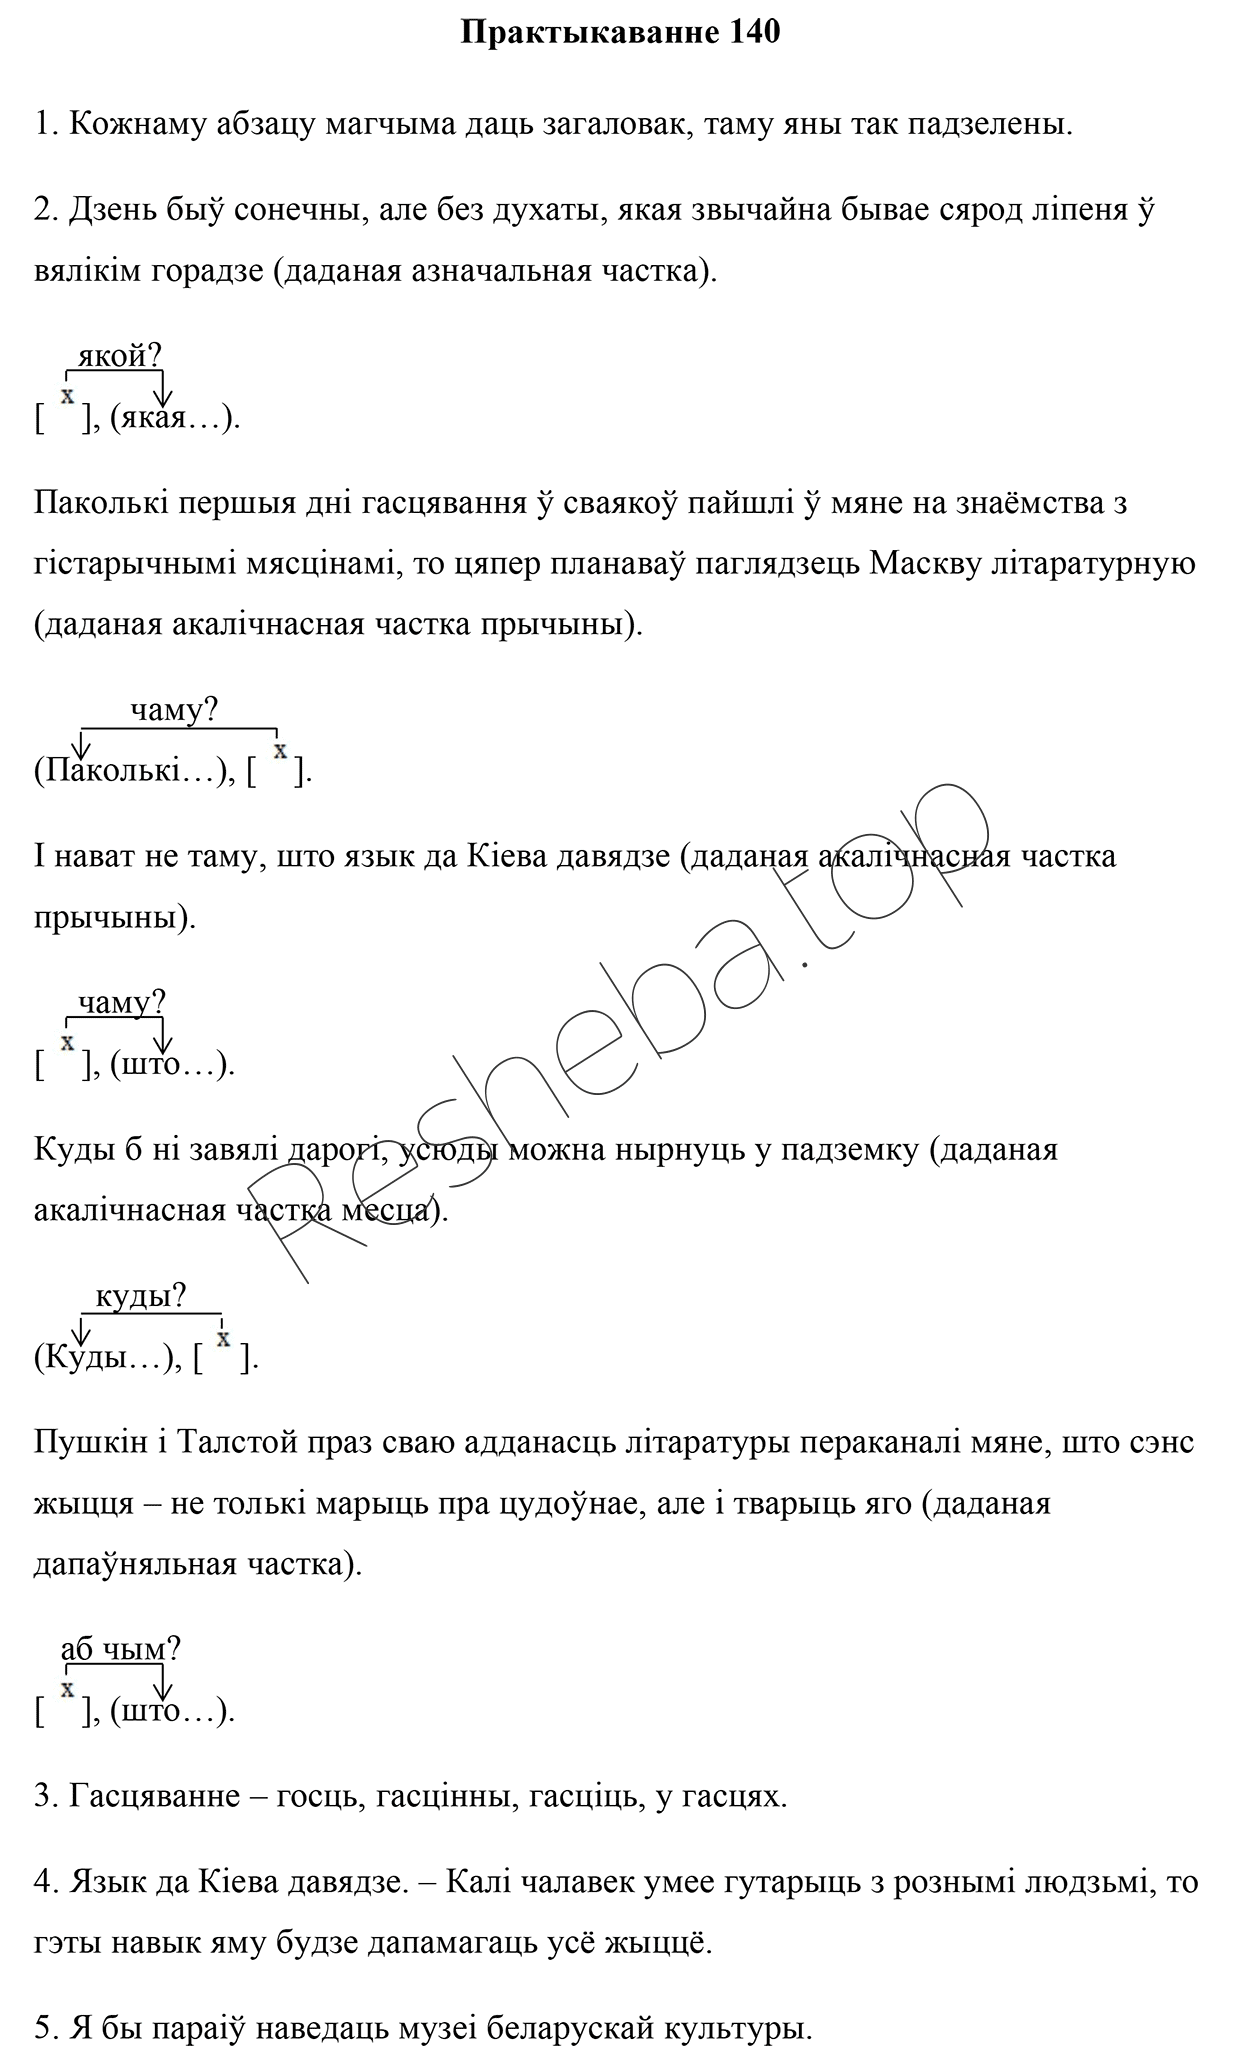 Практыкаванне 140
1. Кожнаму абзацу магчыма даць загаловак, таму яны так падзелены.
2. Дзень быў сонечны, але без духаты, якая звычайна бывае сярод ліпеня ў
вялікім горадзе (даданая азначальная частка).
якой?
[ х ], (якая…).
Паколькі першыя дні гасцявання ў сваякоў пайшлі ў мяне на знаёмства з
гістарычнымі мясцінамі, то цяпер планаваў паглядзець Маскву літаратурную
(даданая акалічнасная частка прычыны).
чаму?
(Паколькі…), [ х ].
І нават не таму, што язык да Кіева давядзе (даданая акалічнасная частка
прычыны).
чаму?
[ х ], (што…).
Куды б ні завялі дарогі, усюды можна нырнуць у падземку (даданая
акалічнасная частка месца).
куды?
(Куды…), [ х ].
Пушкін і Талстой праз сваю адданасць літаратуры пераканалі мяне, што сэнс
жыцця – не толькі марыць пра цудоўнае, але і тварыць яго (даданая
дапаўняльная частка).
аб чым?
[ х ], (што…).
3. Гасцяванне – госць, гасцінны, гасціць, у гасцях.
4. Язык да Кіева давядзе. – Калі чалавек умее гутарыць з рознымі людзьмі, то
гэты навык яму будзе дапамагаць усё жыццё.
5. Я бы параіў наведаць музеі беларускай культуры.
Resheba.top